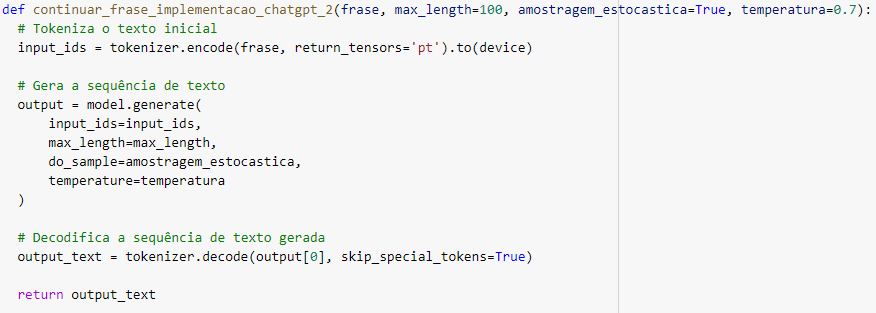 def continuar_frase_implementacao_chatgpt_2(frase, max_length=100, amostragem_estocastica=True, temperatura=0.7):
  # Tokeniza o texto inicial
  input_ids = tokenizer.encode(frase, return_tensors='pt').to(device)

  # Gera a sequência de texto
  output = model.generate(
      input_ids=input_ids,
      max_length=max_length,
      do_sample=amostragem_estocastica,
      temperature=temperatura
  )

  # Decodifica a sequência de texto gerada
  output_text = tokenizer.decode(output[0], skip_special_tokens=True)

  return output_text